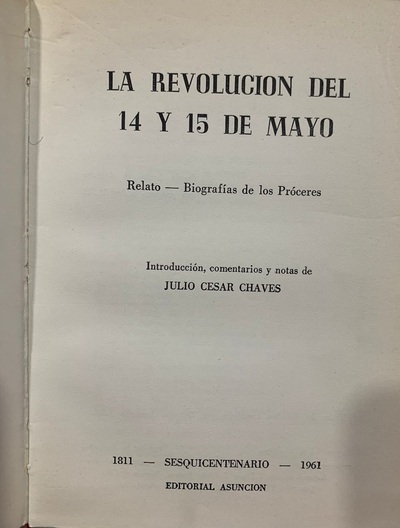 LA REVOLUCION DEL
14 Y 15 DE MAYO
Relato — Biografías de los Próceres
Introducción, comentarios y notas de
JULIO CESAR CHAVES
1811 — SESQUICENTENARIO — 1961
EDITORIAL ASUNCION